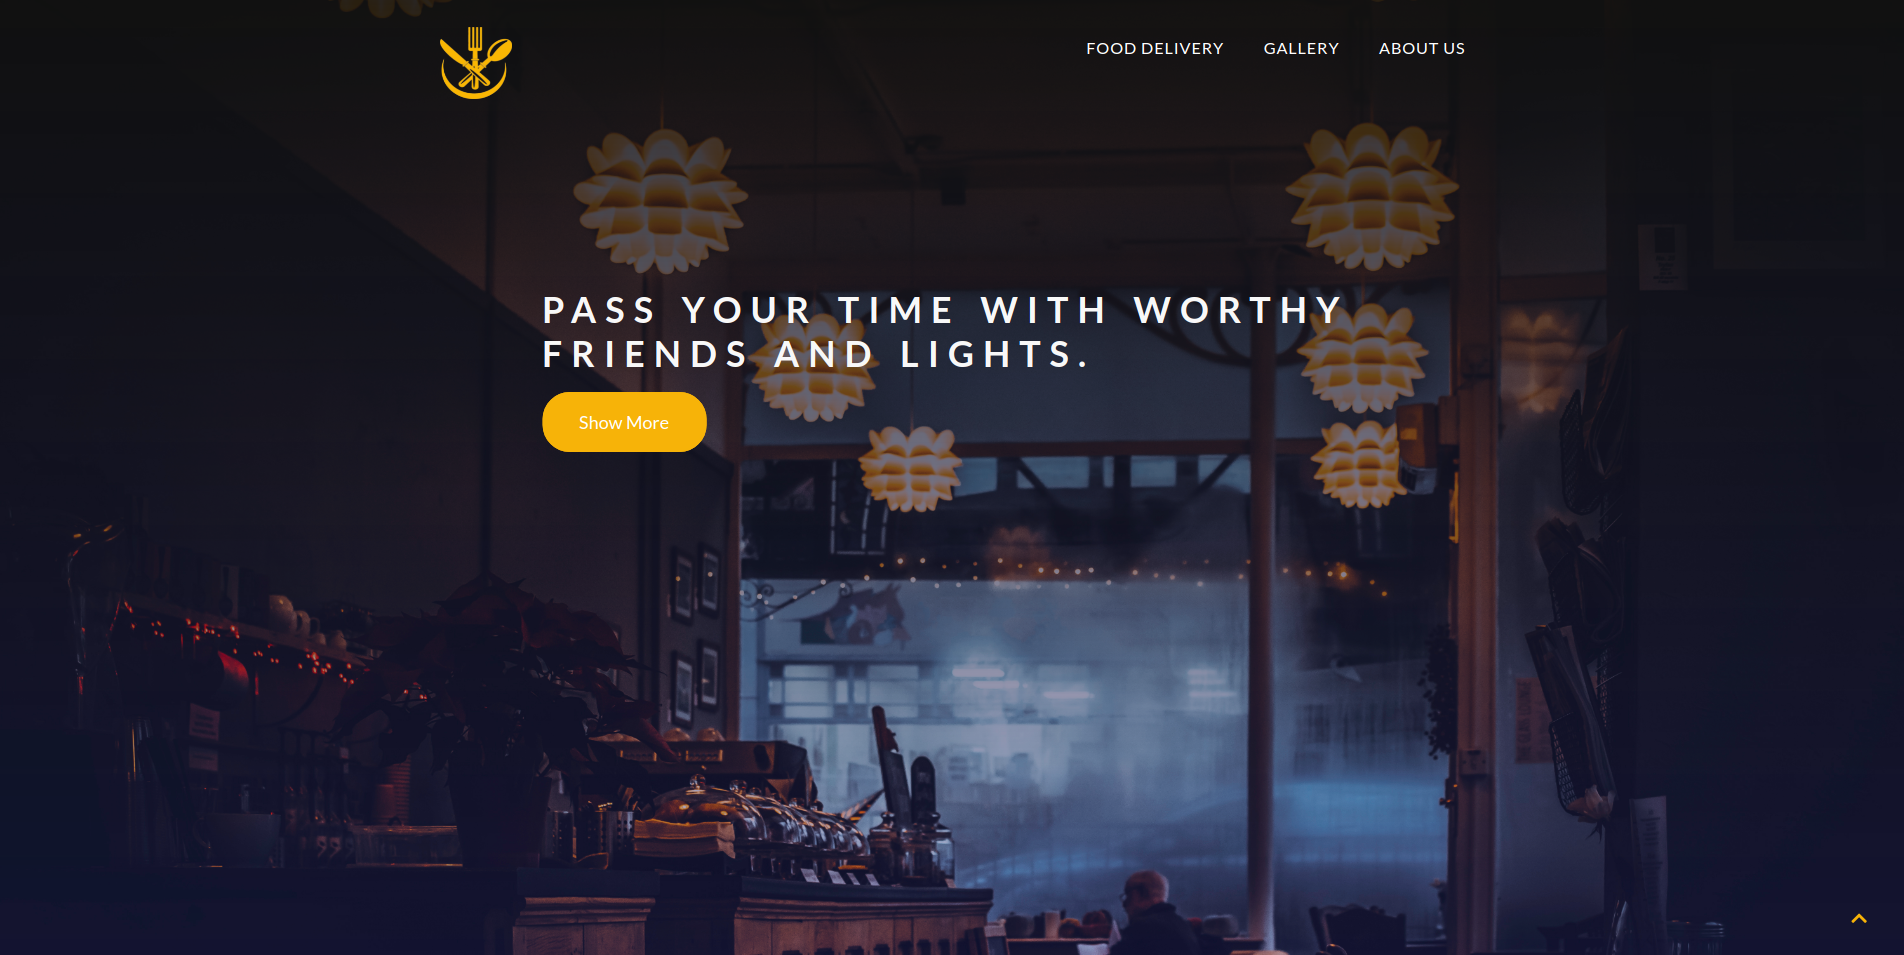 FOOD DELIVERY GALLERY ABOUT US
PASS YOUR TIME WITH WORTHY
FRIENDS AND LIGHTS.
Show More